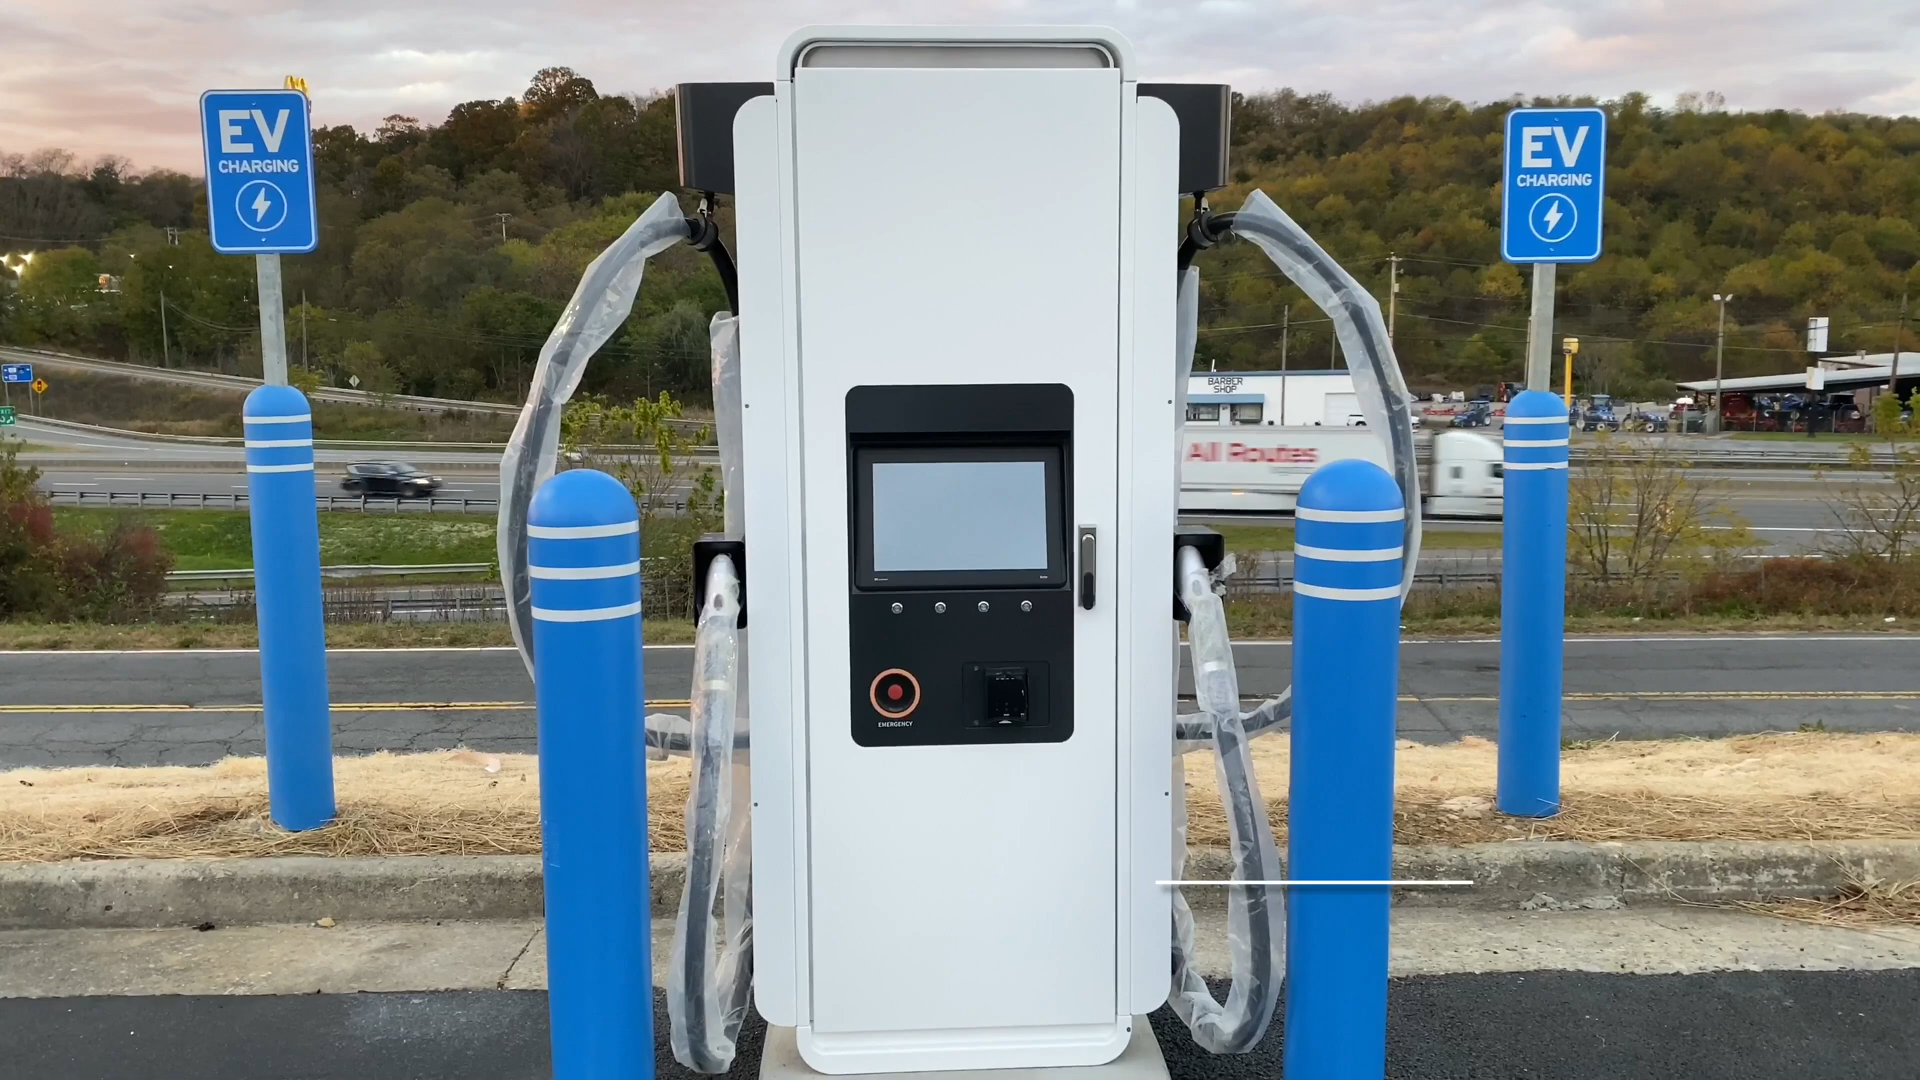 EV
CHARGING
EV
CHARGING
BARBER
SHOP
All Routes
EMERGENCY